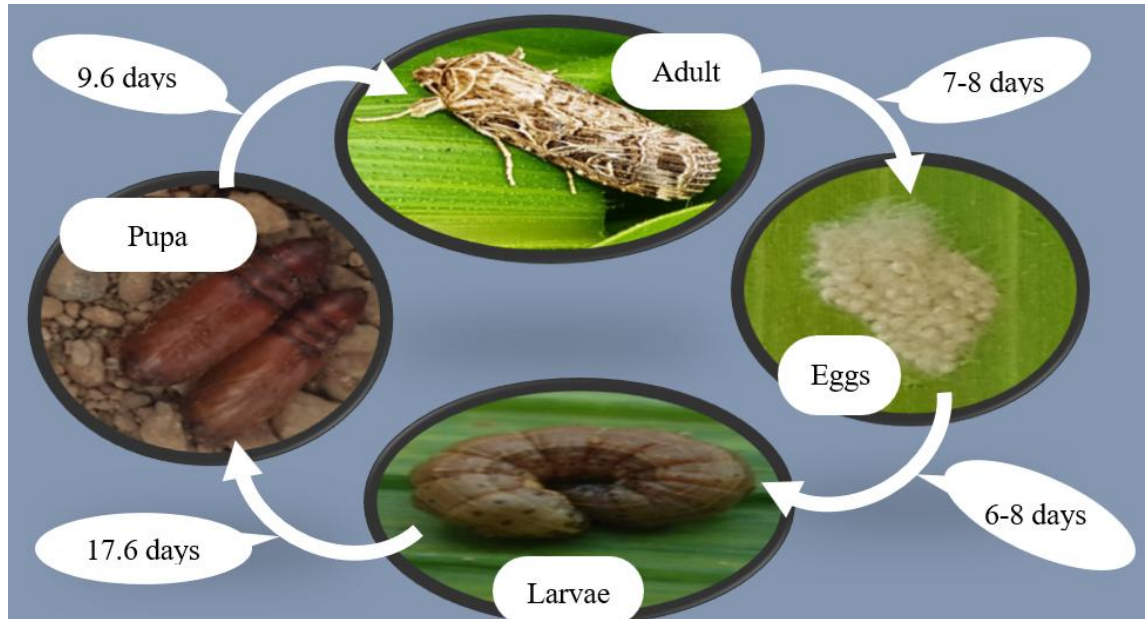 9.6 days
Adult
7-8 days
Pupa
Eggs
6-8 days
17.6 days
Larvae